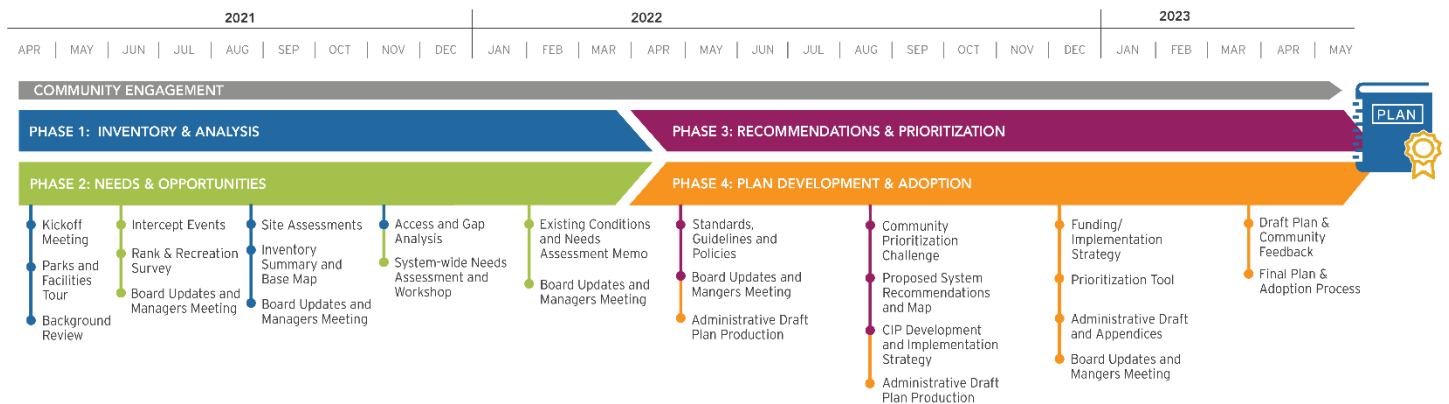 2021
2022
2023
APR
MAY
JUN
JUL
AUG
SEP
OCT
NOV
DEC
JAN
FEB
MAR
APR
MAY
JUN
JUL
AUG
SEP
OCT
NOV
DEC
JAN
FEB
MAR
APR
MAY
COMMUNITY ENGAGEMENT
PLAN
PHASE 1: INVENTORY & ANALYSIS
PHASE 3: RECOMMENDATIONS & PRIORITIZATION
PHASE 2: NEEDS & OPPORTUNITIES
PHASE 4: PLAN DEVELOPMENT & ADOPTION
Kickoff
Meeting
Parks and
Facilities
Tour
Background
Review
Intercept Events
Rank & Recreation
Survey
Board Updates and
Managers Meeting
Site Assessments
Inventory
Summary and
Base Map
Board Updates and
Managers Meeting
Access and Gap
Analysis
System-wide Needs
Assessment and
Workshop
Existing Conditions
and Needs
Assessment Memo
Board Updates and
Managers Meeting
Standards,
Guidelines and
Policies
Board Updates and
Mangers Meeting
Administrative Draft
Plan Production
Community
Prioritization
Challenge
Proposed System
Recommendations
and Map
CIP Development
and Implementation
Strategy
Administrative Draft
Plan Production
Funding/
Implementation
Strategy
Prioritization Tool
Administrative Draft
and Appendices
Board Updates and
Mangers Meeting
Draft Plan &
Community
Feedback
Final Plan &
Adoption Process